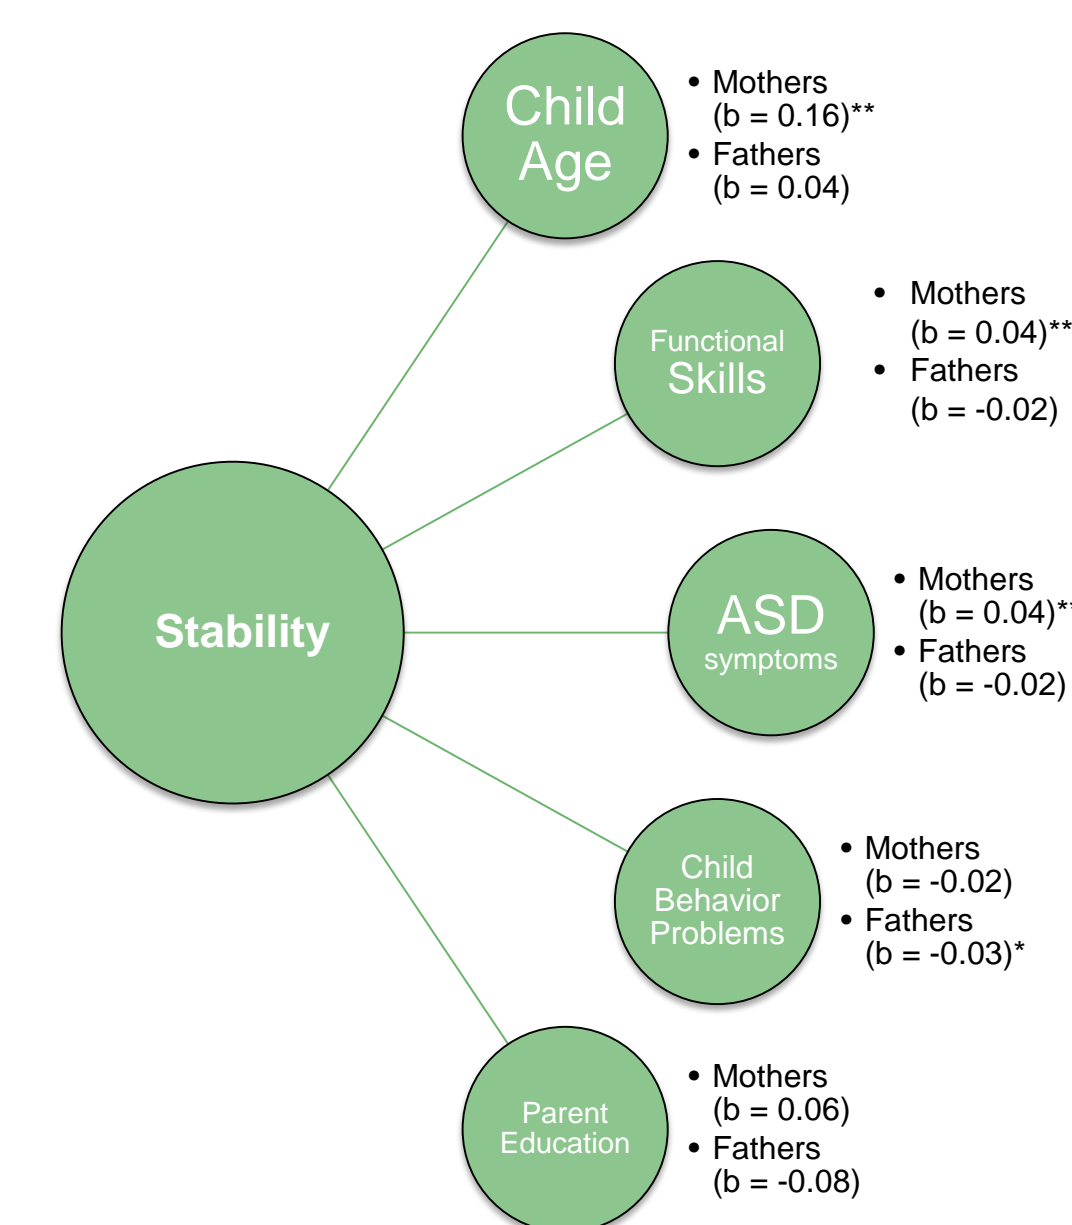 Child
Age
• Mothers
(b = 0.16)**
• Fathers
(b = 0.04)
Functional
Skills
• Mothers
(b = 0.04)**
• Fathers
(b = -0.02)
Stability
ASD
symptoms
• Mothers
(b = 0.04)**
• Fathers
(b = -0.02)
Child
Behavior
Problems
• Mothers
(b = -0.02)
• Fathers
(b = -0.03)*
Parent
Education
• Mothers
(b = 0.06)
• Fathers
(b = -0.08)